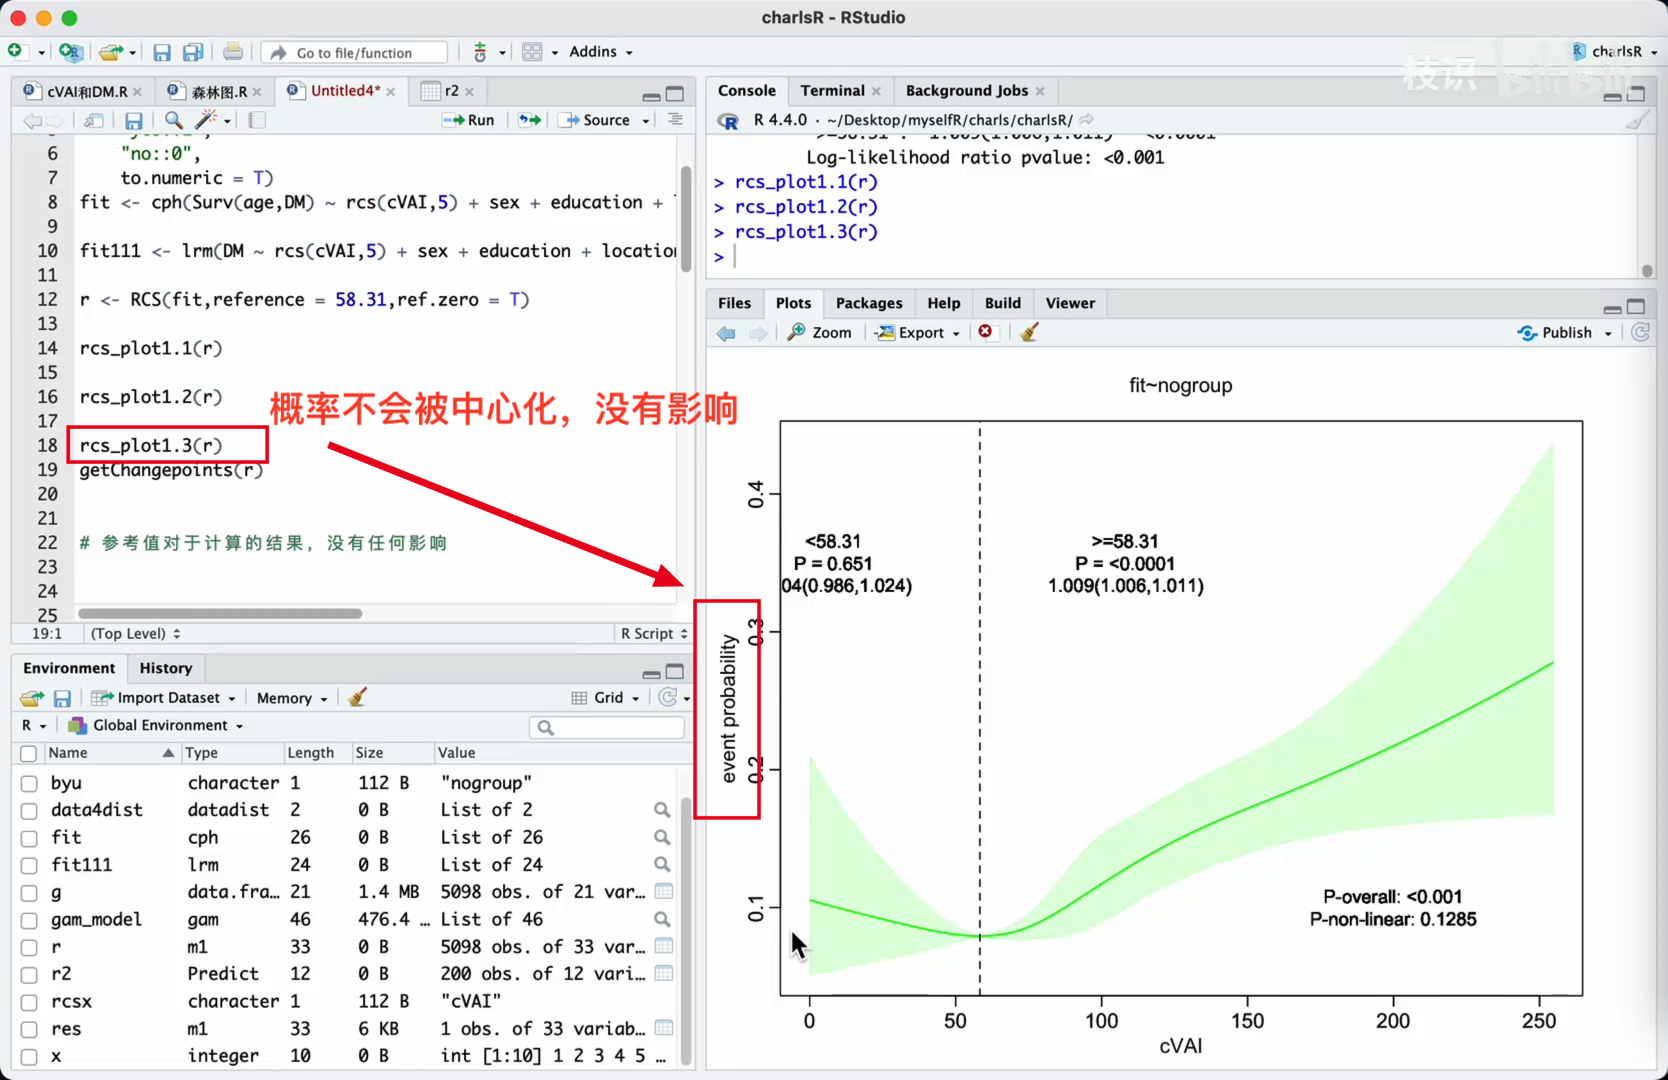 charlsR - RStudio
Go to file/function
Addins
charlsR
枝识 bilibili
cVAI和DM.R
森林图.R
Untitled4*
r2
Run
Source
6 "no::0",
7 to.numeric = T)
8 fit <- cph(Surv(age,DM) ~ rcs(cVAI,5) + sex + education +
9
10 fit111 <- lrm(DM ~ rcs(cVAI,5) + sex + education + location
11
12 r <- RCS(fit,reference = 58.31,ref.zero = T)
13
14 rcs_plot1.1(r)
15
16 rcs_plot1.2(r)
17
18 rcs_plot1.3(r)
19 getChangepoints(r)
20
21
22 # 参考值对于计算的结果，没有任何影响
23
24
25
概率不会被中心化，没有影响
19:1 (Top Level) R Script
Console Terminal Background Jobs
R 4.4.0 · ~/Desktop/myselfR/charls/charlsR/
>=58.31 : 1.009(1.006,1.011) <0.0001
Log-likelihood ratio pvalue: <0.001
> rcs_plot1.1(r)
> rcs_plot1.2(r)
> rcs_plot1.3(r)
>
Environment History
Import Dataset Memory Grid
R Global Environment
Name Type Length Size Value
byu character 1 112 B "nogroup"
data4dist datadist 2 0 B List of 2
fit cph 26 0 B List of 26
fit111 lrm 24 0 B List of 24
g data.fra… 21 1.4 MB 5098 obs. of 21 var…
gam_model gam 46 476.4 … List of 46
r m1 33 0 B 5098 obs. of 33 var…
r2 Predict 12 0 B 200 obs. of 12 vari…
rcsx character 1 112 B "cVAI"
res m1 33 6 KB 1 obs. of 33 variab…
x integer 10 0 B int [1:10] 1 2 3 4 5 …
Files Plots Packages Help Build Viewer
Zoom Export Publish
fit~nogroup
event probability
0.4
0.3
0.2
0.1
<58.31
P = 0.651
04(0.986,1.024)
>=58.31
P = <0.0001
1.009(1.006,1.011)
P-overall: <0.001
P-non-linear: 0.1285
0 50 100 150 200 250
cVAI